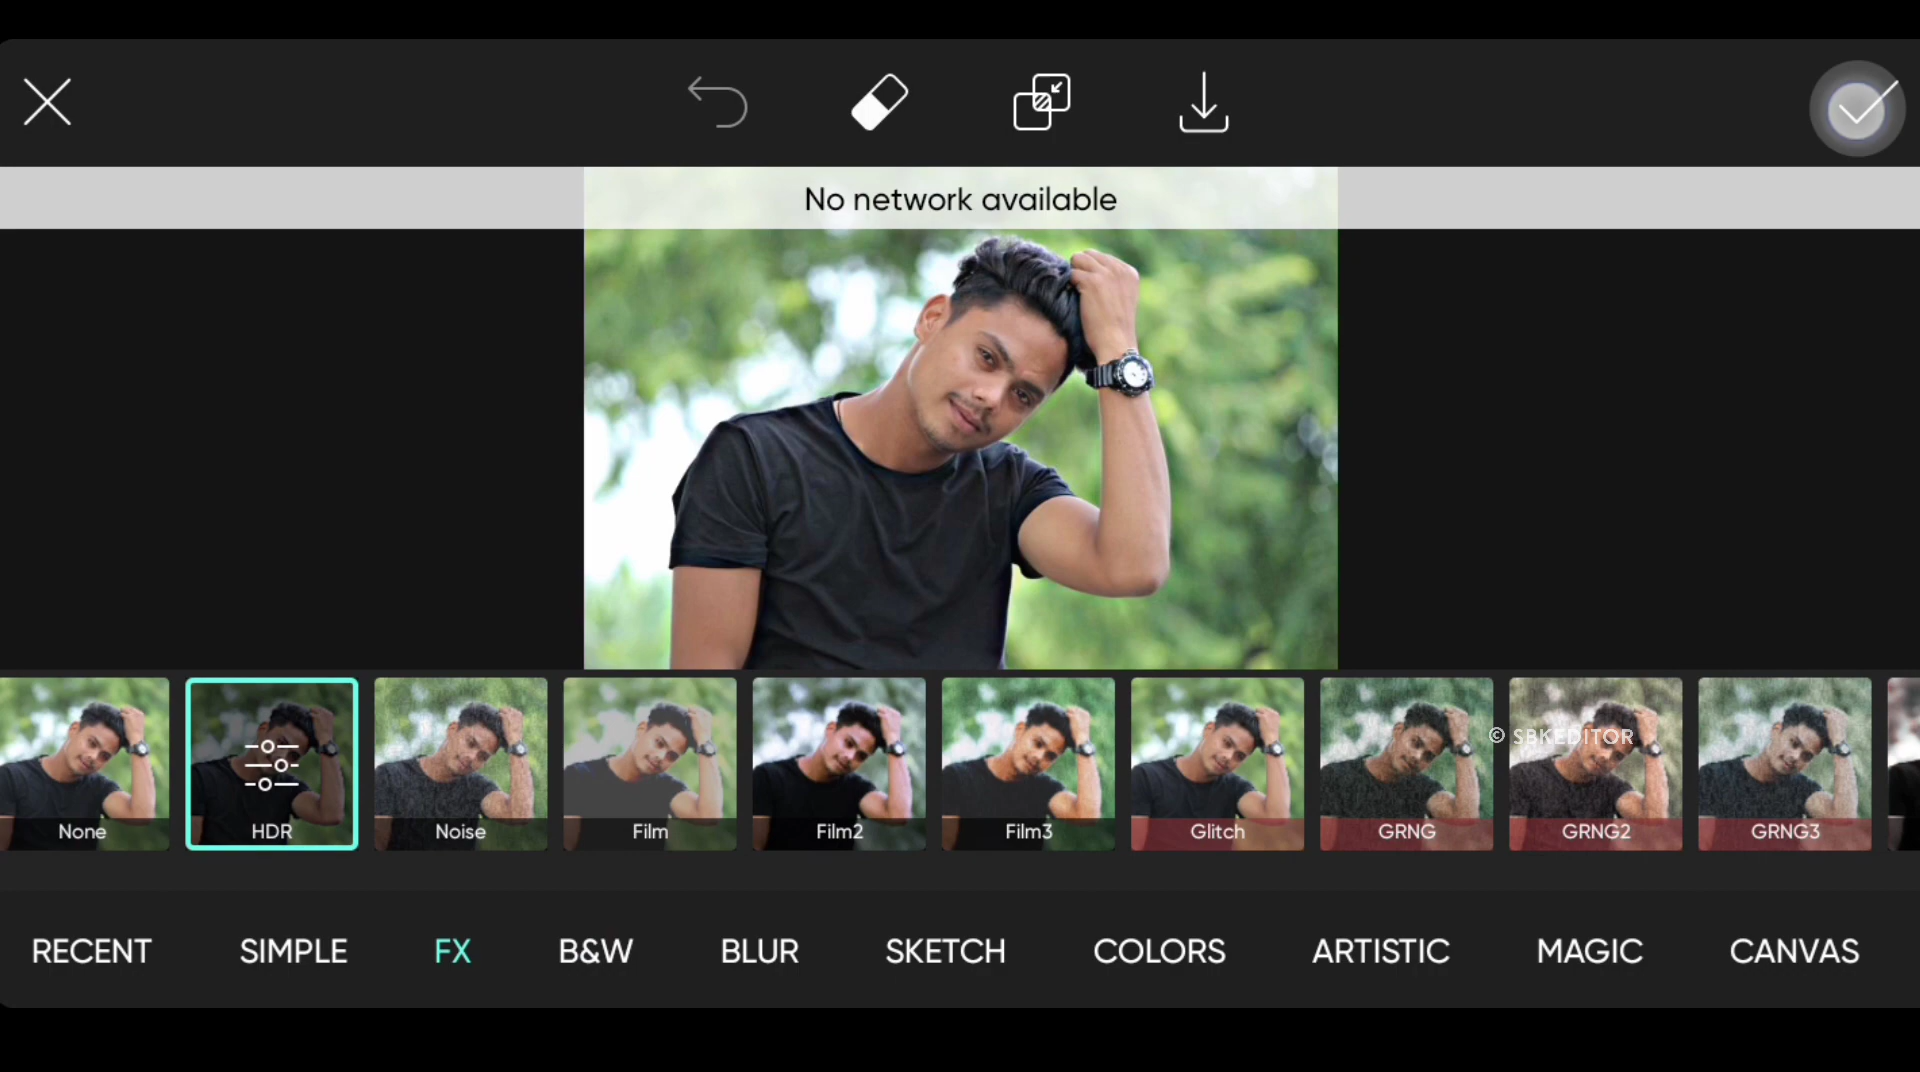 No network available
None
HDR
Noise
Film
Film2
Film3
Glitch
GRNG
GRNG2
GRNG3
© SBKEDITOR
RECENT
SIMPLE
FX
B&W
BLUR
SKETCH
COLORS
ARTISTIC
MAGIC
CANVAS